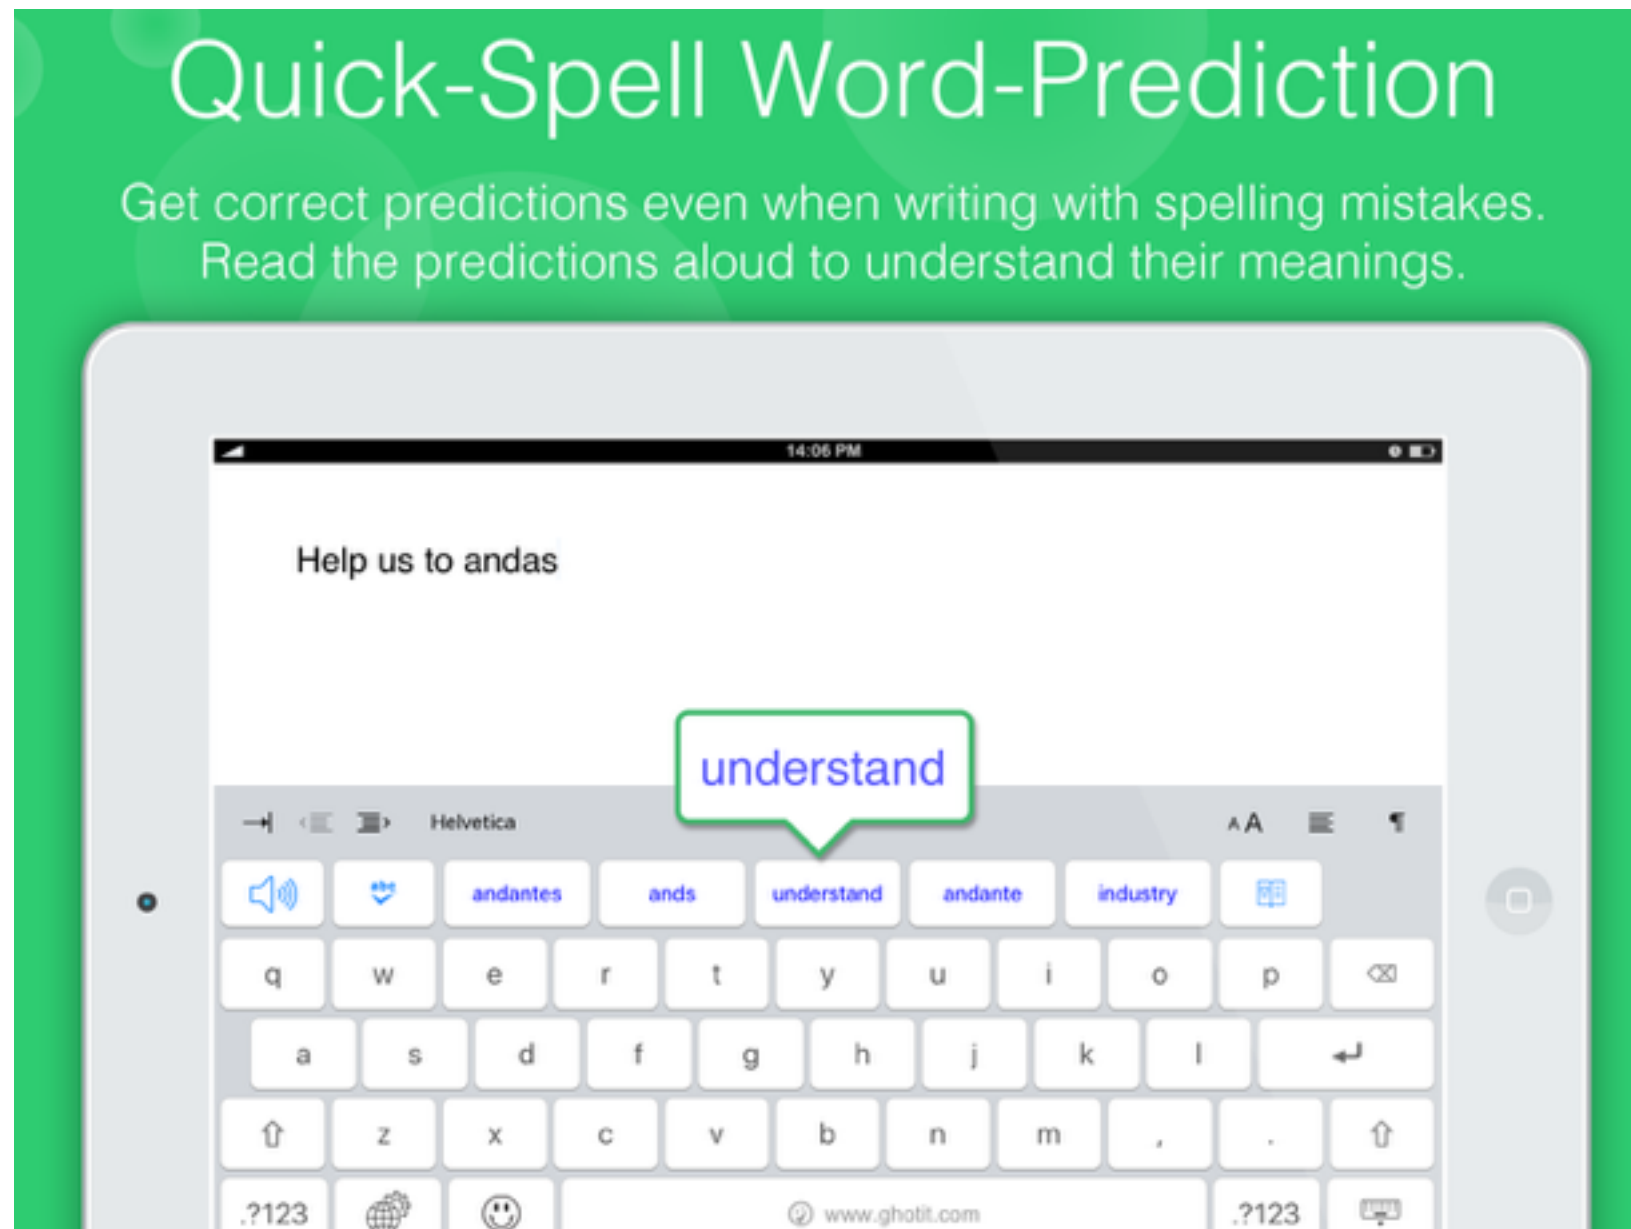 Quick-Spell Word-Prediction
Get correct predictions even when writing with spelling mistakes.
Read the predictions aloud to understand their meanings.
14:06 PM
Help us to andas
understand
Helvetica A A ¶
abc andantes ands understand andante industry
q w e r t y u i o p
a s d f g h j k l
z x c v b n m , .
.?123 www.ghotit.com .?123